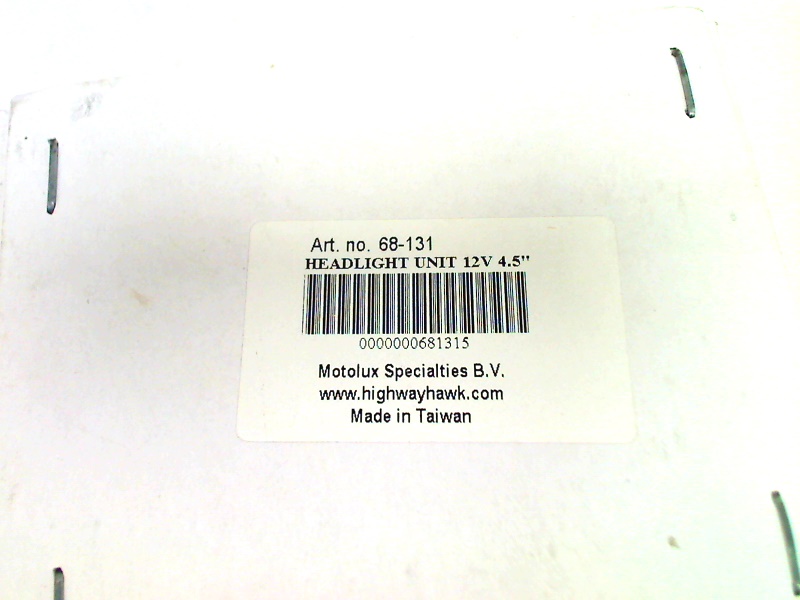 Art. no. 68-131
HEADLIGHT UNIT 12V 4.5"
0000000681315
Motolux Specialties B.V.
www.highwayhawk.com
Made in Taiwan